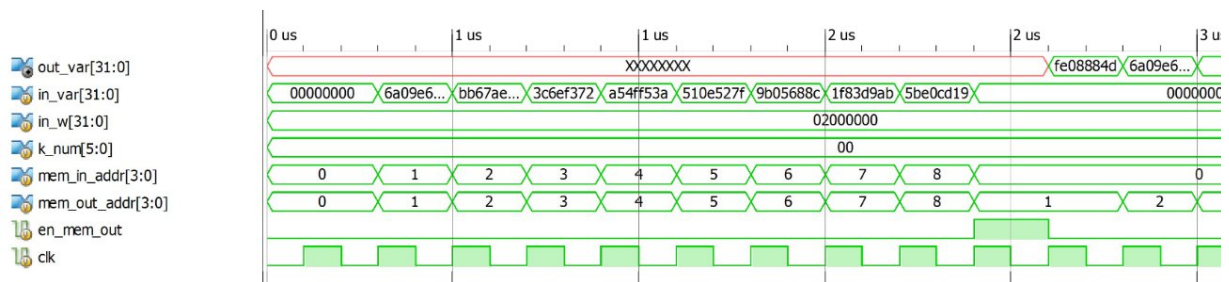 0 us 1 us 1 us 2 us 2 us 3 us
out_var[31:0] XXXXXXXX fe08884d 6a09e6...
in_var[31:0] 00000000 6a09e6... bb67ae... 3c6ef372 a54ff53a 510e527f 9b05688c 1f83d9ab 5be0cd19 0000000
in_w[31:0] 02000000
k_num[5:0] 00
mem_in_addr[3:0] 0 1 2 3 4 5 6 7 8 0
mem_out_addr[3:0] 0 1 2 3 4 5 6 7 8 1 2
en_mem_out
clk